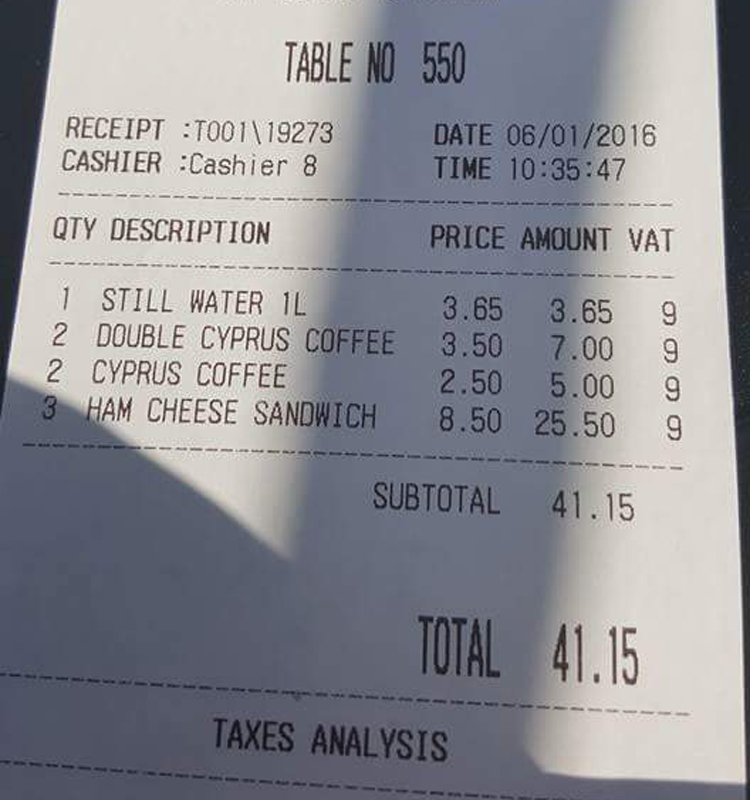 TABLE NO 550
RECEIPT :T001\19273 DATE 06/01/2016
CASHIER :Cashier 8 TIME 10:35:47
QTY DESCRIPTION PRICE AMOUNT VAT
1 STILL WATER 1L 3.65 3.65 9
2 DOUBLE CYPRUS COFFEE 3.50 7.00 9
2 CYPRUS COFFEE 2.50 5.00 9
3 HAM CHEESE SANDWICH 8.50 25.50 9
SUBTOTAL 41.15
TOTAL 41.15
TAXES ANALYSIS